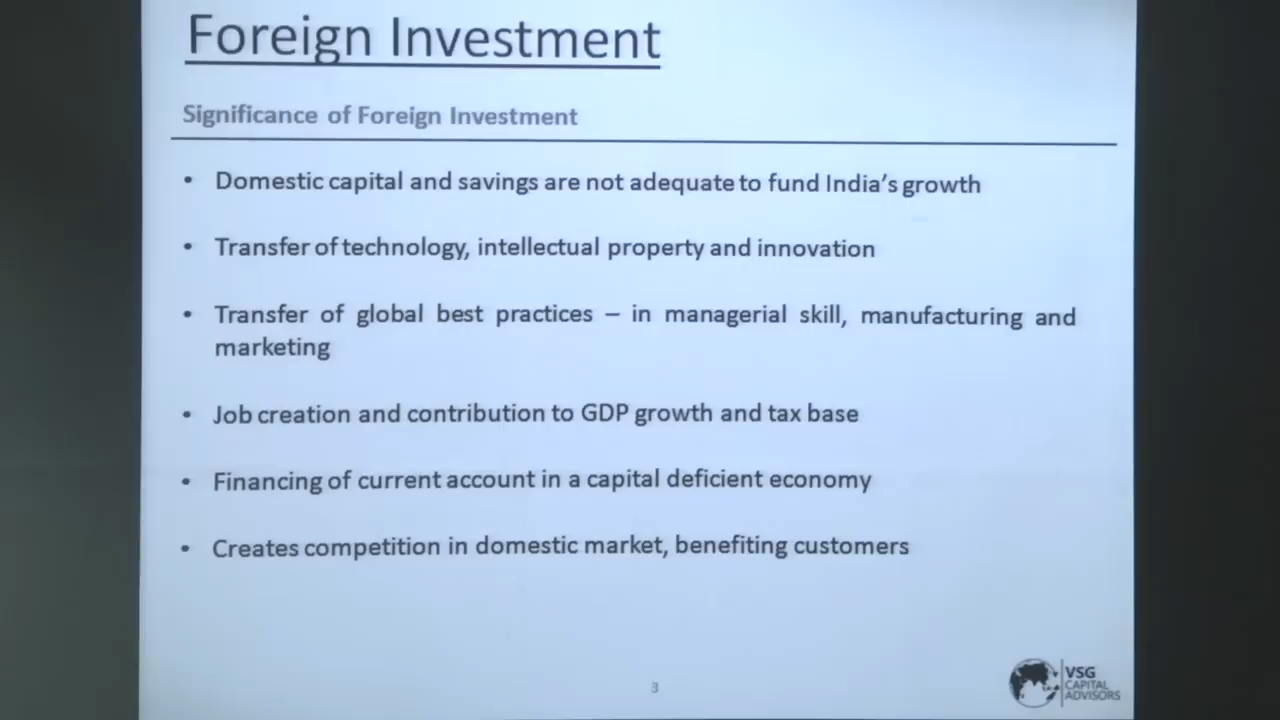 Foreign Investment
Significance of Foreign Investment
• Domestic capital and savings are not adequate to fund India's growth
• Transfer of technology, intellectual property and innovation
• Transfer of global best practices – in managerial skill, manufacturing and
marketing
• Job creation and contribution to GDP growth and tax base
• Financing of current account in a capital deficient economy
• Creates competition in domestic market, benefiting customers
3
VSG
CAPITAL
ADVISORS